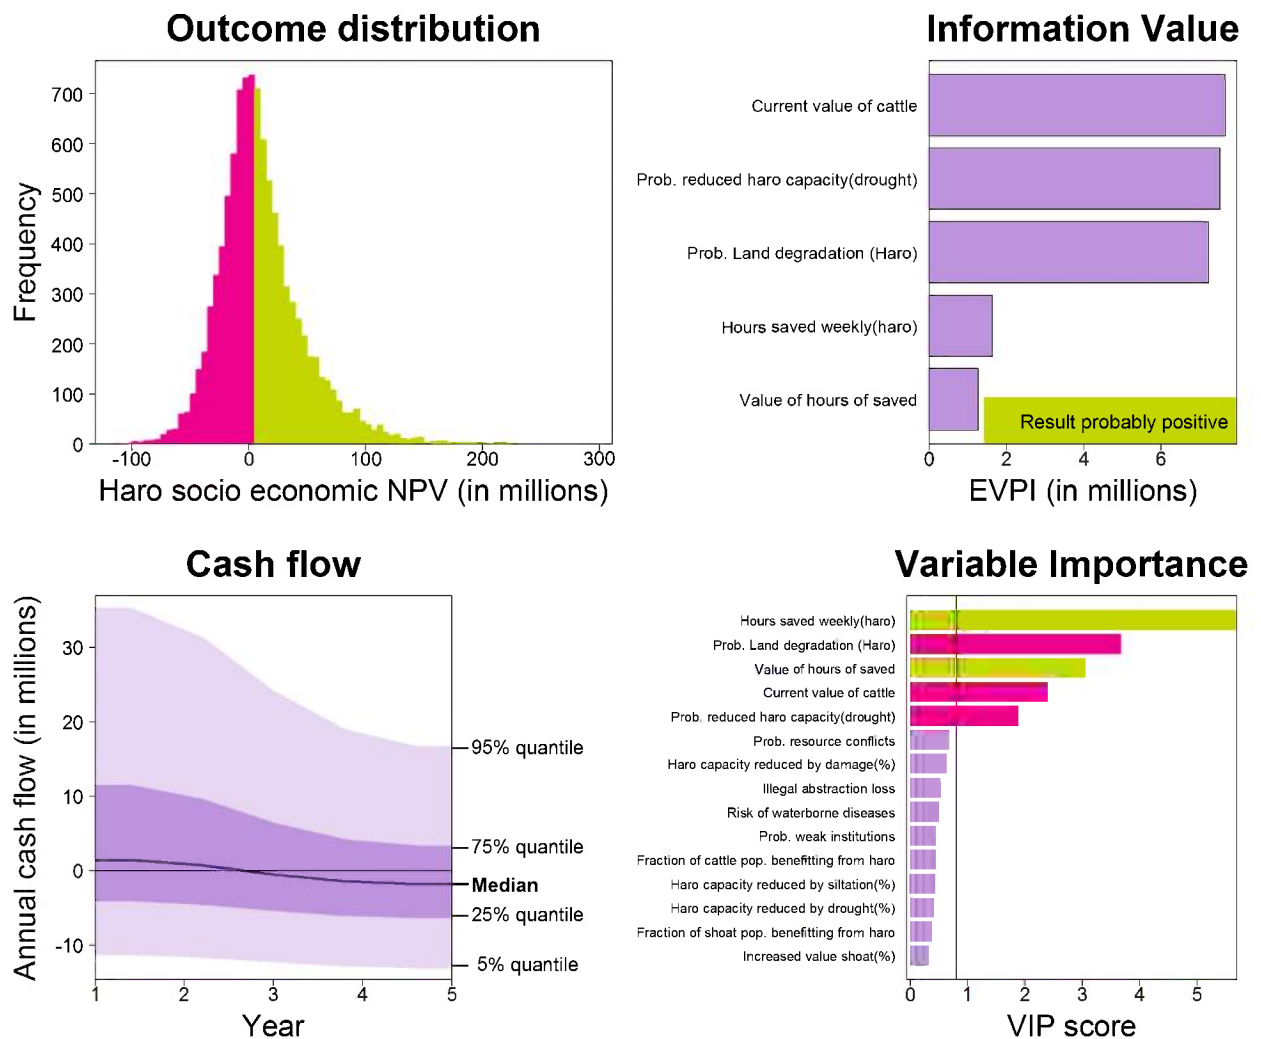 Outcome distribution
Frequency
700
600
500
400
300
200
100
0
-100 0 100 200 300
Haro socio economic NPV (in millions)
Information Value
Current value of cattle
Prob. reduced haro capacity(drought)
Prob. Land degradation (Haro)
Hours saved weekly(haro)
Value of hours of saved
Result probably positive
0 2 4 6
EVPI (in millions)
Cash flow
Annual cash flow (in millions)
30
20
10
0
-10
95% quantile
75% quantile
Median
25% quantile
5% quantile
1 2 3 4 5
Year
Variable Importance
Hours saved weekly(haro)
Prob. Land degradation (Haro)
Value of hours of saved
Current value of cattle
Prob. reduced haro capacity(drought)
Prob. resource conflicts
Haro capacity reduced by damage(%)
Illegal abstraction loss
Risk of waterborne diseases
Prob. weak institutions
Fraction of cattle pop. benefitting from haro
Haro capacity reduced by siltation(%)
Haro capacity reduced by drought(%)
Fraction of shoat pop. benefitting from haro
Increased value shoat(%)
0 1 2 3 4 5
VIP score